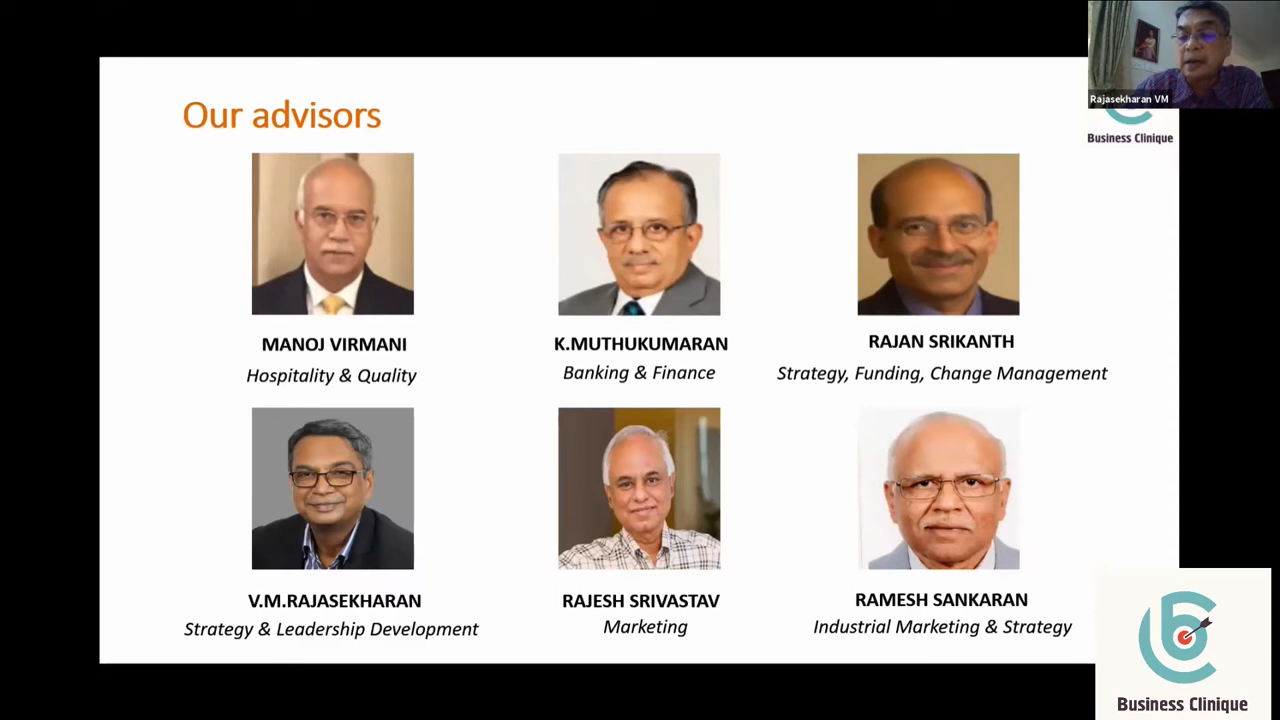 Our advisors
Rajasekharan VM
Business Clinique
MANOJ VIRMANI
Hospitality & Quality
K.MUTHUKUMARAN
Banking & Finance
RAJAN SRIKANTH
Strategy, Funding, Change Management
V.M.RAJASEKHARAN
Strategy & Leadership Development
RAJESH SRIVASTAV
Marketing
RAMESH SANKARAN
Industrial Marketing & Strategy
Business Clinique